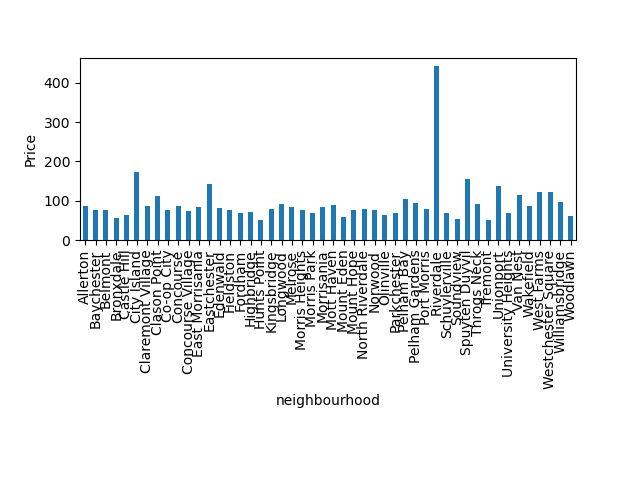 Price
400
300
200
100
0
Allerton
Baychester
Belmont
Bronxdale
Castle Hill
City Island
Claremont Village
Clason Point
Co-op City
Concourse
Concourse Village
East Morrisania
Eastchester
Edenwald
Fieldston
Fordham
Highbridge
Hunts Point
Kingsbridge
Longwood
Melrose
Morris Heights
Morris Park
Morrisania
Mott Haven
Mount Eden
Mount Hope
North Riverdale
Norwood
Olinville
Parkchester
Pelham Bay
Pelham Gardens
Port Morris
Riverdale
Schuylerville
Soundview
Spuyten Duyvil
Throgs Neck
Tremont
Unionport
University Heights
Van Nest
Wakefield
West Farms
Westchester Square
Williamsbridge
Woodlawn
neighbourhood